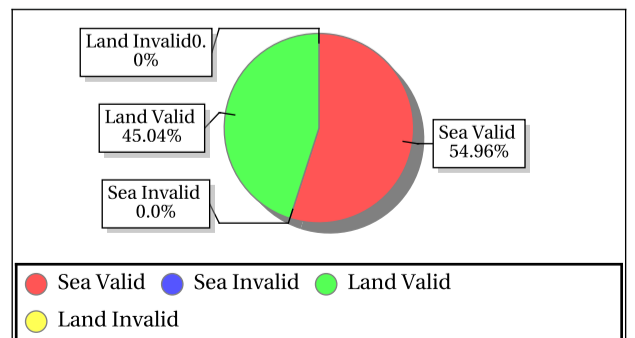 Land Invalid0.
0%
Land Valid
45.04%
Sea Valid
54.96%
Sea Invalid
0.0%
Sea Valid Sea Invalid Land Valid
Land Invalid